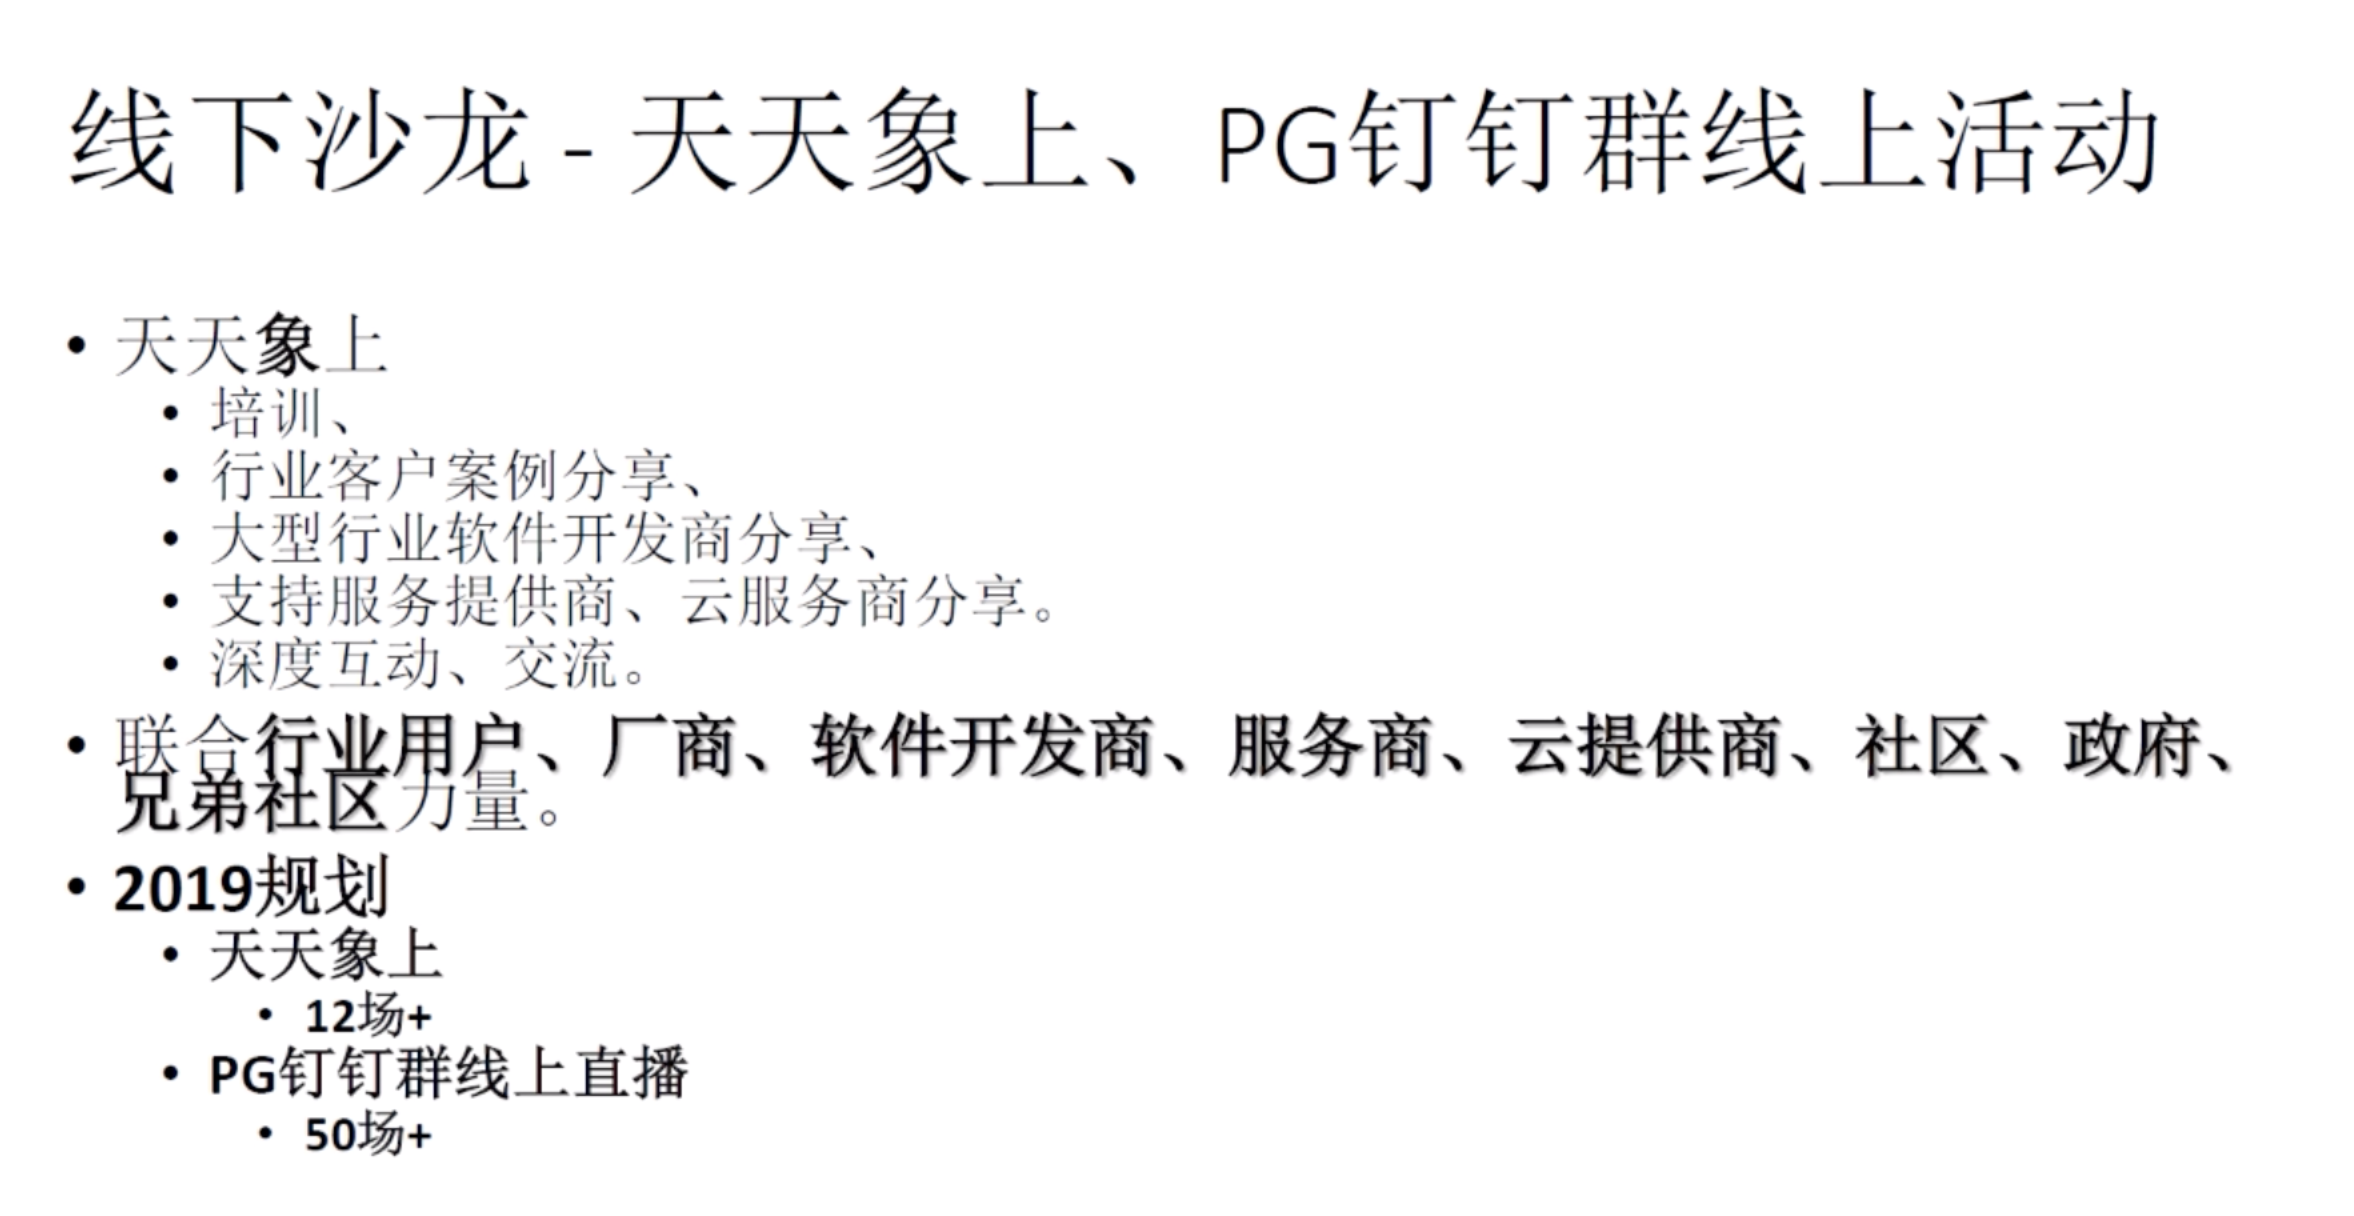 线下沙龙 - 天天象上、PG钉钉群线上活动
• 天天象上
• 培训、
• 行业客户案例分享、
• 大型行业软件开发商分享、
• 支持服务提供商、云服务商分享。
• 深度互动、交流。
• 联合行业用户、厂商、软件开发商、服务商、云提供商、社区、政府、
兄弟社区力量。
• 2019规划
• 天天象上
• 12场+
• PG钉钉群线上直播
• 50场+